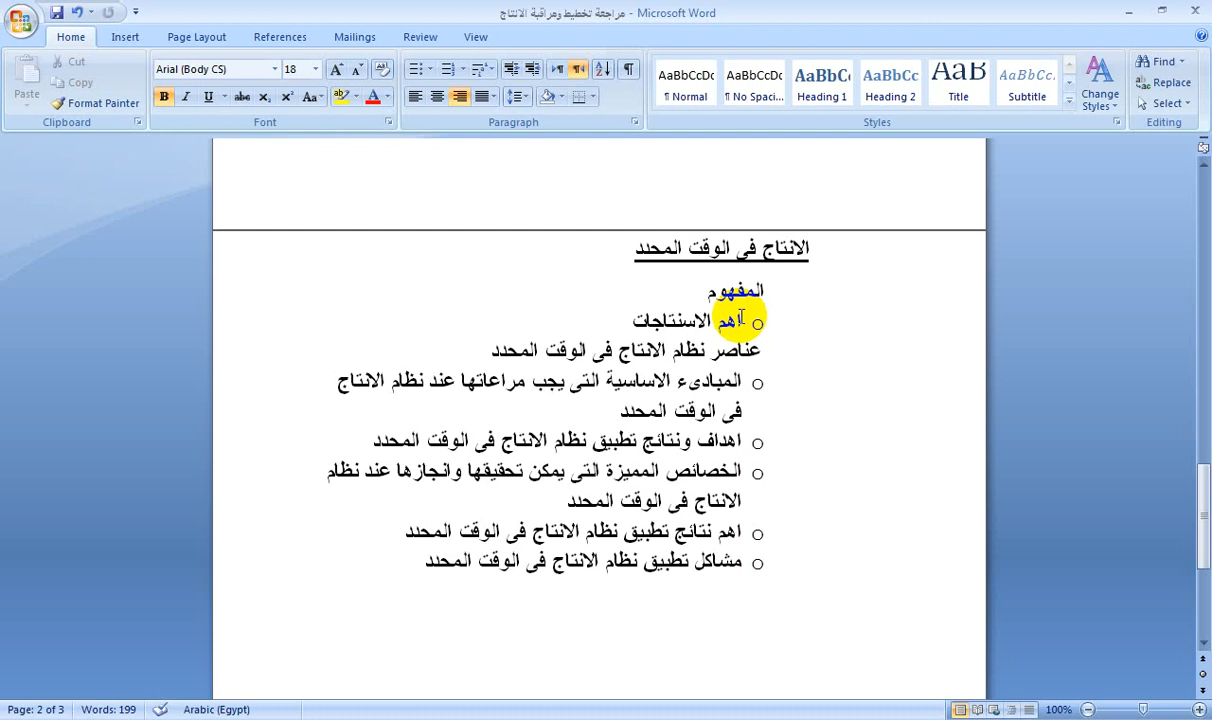 مراجعة تخطيط ومراقبة الانتاج - Microsoft Word
Home Insert Page Layout References Mailings Review View
Paste
Cut
Copy
Format Painter
Clipboard
Arial (Body CS) 18
B I U abc x₂ x² Aa
Font
Paragraph
AaBbCcDc AaBbCcDc AaBbC AaBbCc AaB AaBbCc.
¶ Normal ¶ No Spaci... Heading 1 Heading 2 Title Subtitle
Change Styles
Styles
Find
Replace
Select
Editing
الانتاج فى الوقت المحدد
المفهوم
o اهم الاستنتاجات
عناصر نظام الانتاج فى الوقت المحدد
o المبادىء الاساسية التى يجب مراعاتها عند نظام الانتاج
فى الوقت المحدد
o اهداف ونتائج تطبيق نظام الانتاج فى الوقت المحدد
o الخصائص المميزة التى يمكن تحقيقها وانجازها عند نظام
الانتاج فى الوقت المحدد
o اهم نتائج تطبيق نظام الانتاج فى الوقت المحدد
o مشاكل تطبيق نظام الانتاج فى الوقت المحدد
Page: 2 of 3 Words: 199 Arabic (Egypt) 100%